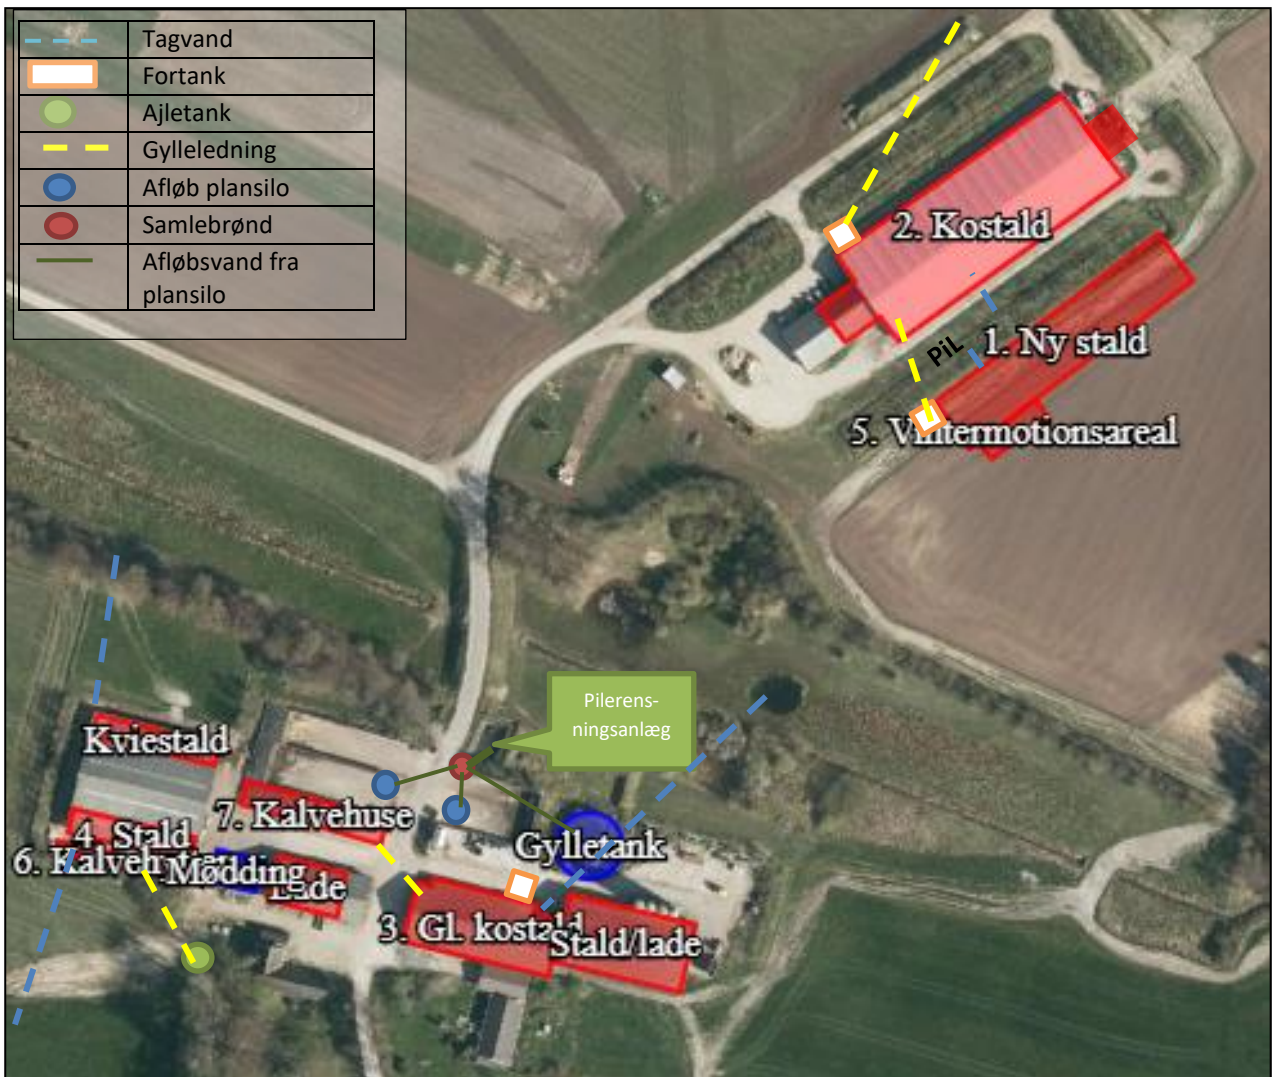 Tagvand
Fortank
Ajletank
Gylleledning
Afløb plansilo
Samlebrønd
Afløbsvand fra
plansilo
2. Kostald
PiL
1. Ny stald
5. Vintermotionsareal
Pilerens-
ningsanlæg
Kviestald
7. Kalvehuse
4. Stald
Gylletank
6.
Mødding
Lade
3. Gl. kostald
Stald/lade